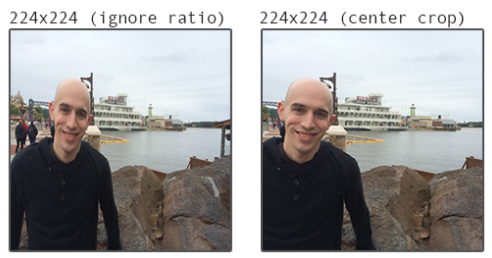 224x224 (ignore ratio)
224x224 (center crop)